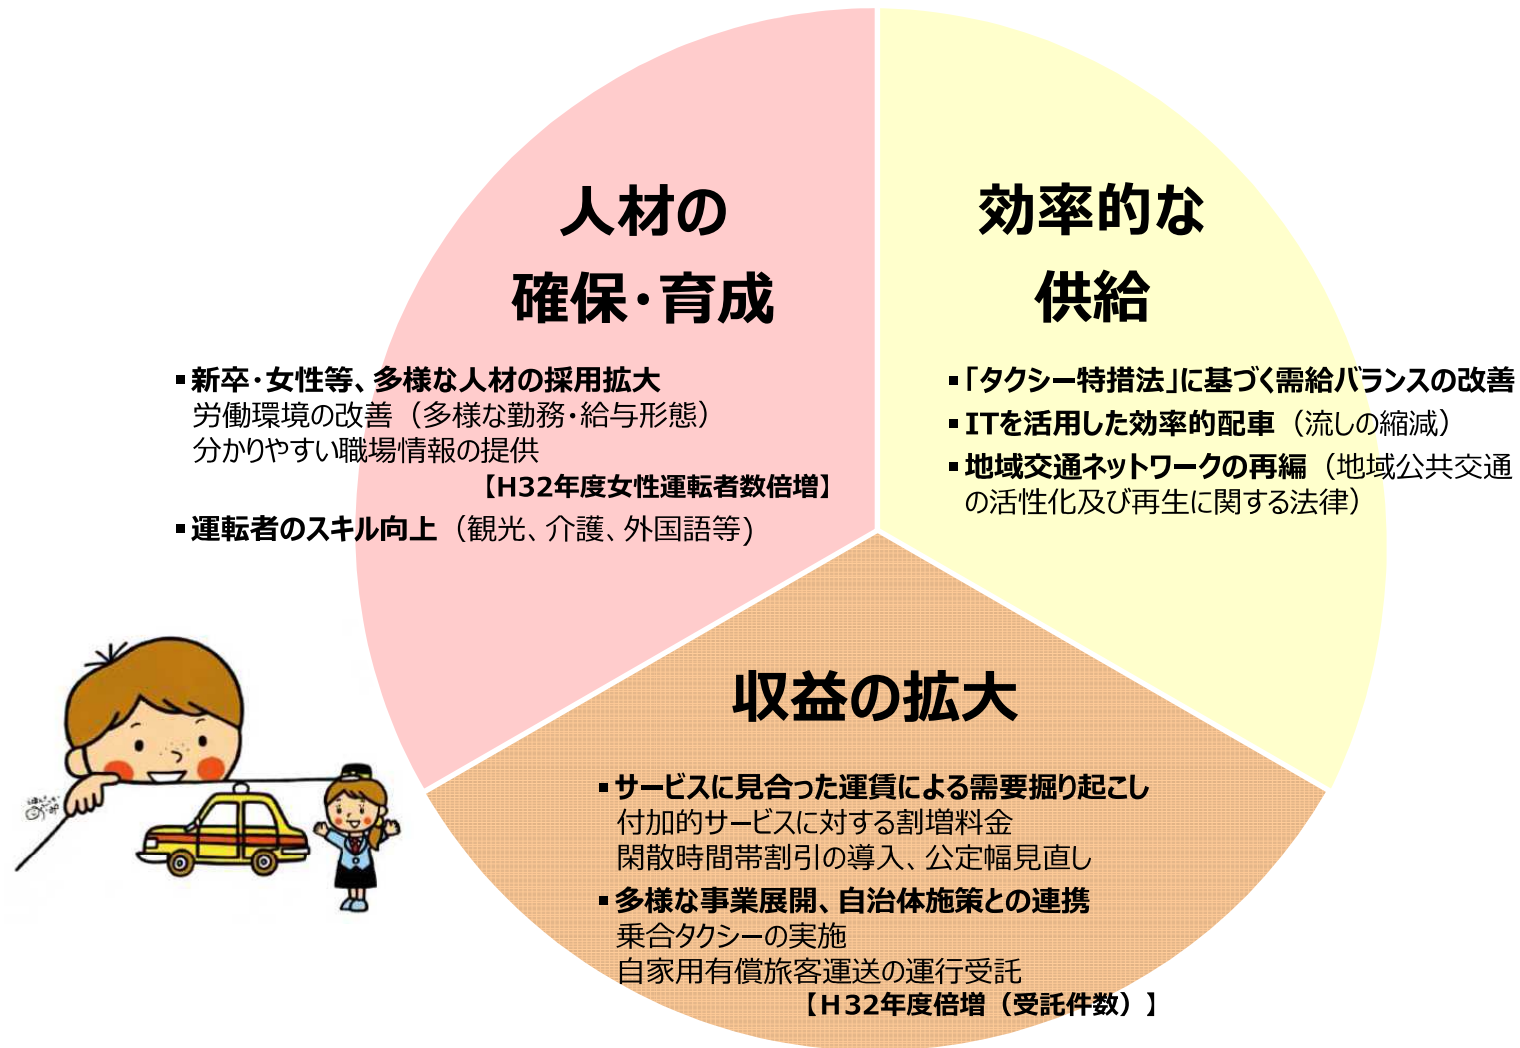 人材の
確保・育成
▪新卒・女性等、多様な人材の採用拡大
労働環境の改善（多様な勤務・給与形態）
分かりやすい職場情報の提供
【H32年度女性運転者数倍増】
▪運転者のスキル向上（観光、介護、外国語等)
効率的な
供給
▪「タクシー特措法」に基づく需給バランスの改善
▪ITを活用した効率的配車（流しの縮減）
▪地域交通ネットワークの再編（地域公共交通
の活性化及び再生に関する法律）
収益の拡大
▪サービスに見合った運賃による需要掘り起こし
付加的サービスに対する割増料金
閑散時間帯割引の導入、公定幅見直し
▪多様な事業展開、自治体施策との連携
乗合タクシーの実施
自家用有償旅客運送の運行受託
【H32年度倍増（受託件数）】